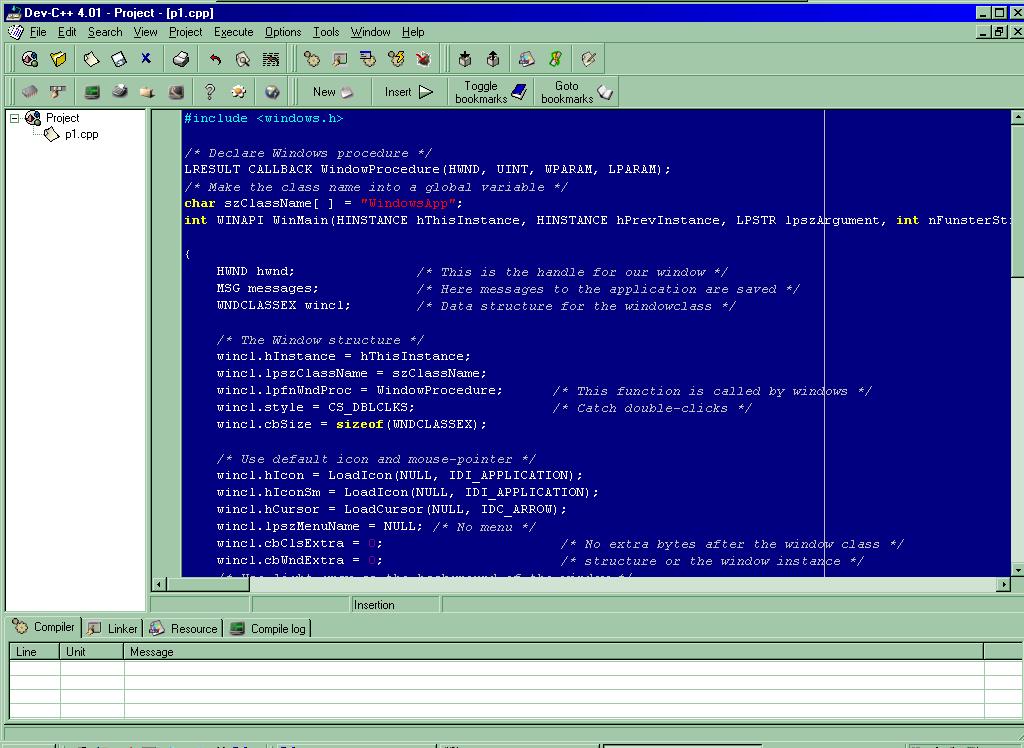 Dev-C++ 4.01 - Project - [p1.cpp]
File Edit Search View Project Execute Options Tools Window Help
New Insert Toggle bookmarks Goto bookmarks
Project
p1.cpp
#include <windows.h>
/* Declare Windows procedure */
LRESULT CALLBACK WindowProcedure(HWND, UINT, WPARAM, LPARAM);
/* Make the class name into a global variable */
char szClassName[ ] = "WindowsApp";
int WINAPI WinMain(HINSTANCE hThisInstance, HINSTANCE hPrevInstance, LPSTR lpszArgument, int nFunsterSt
{
HWND hwnd; /* This is the handle for our window */
MSG messages; /* Here messages to the application are saved */
WNDCLASSEX wincl; /* Data structure for the windowclass */
/* The Window structure */
wincl.hInstance = hThisInstance;
wincl.lpszClassName = szClassName;
wincl.lpfnWndProc = WindowProcedure; /* This function is called by windows */
wincl.style = CS_DBLCLKS; /* Catch double-clicks */
wincl.cbSize = sizeof(WNDCLASSEX);
/* Use default icon and mouse-pointer */
wincl.hIcon = LoadIcon(NULL, IDI_APPLICATION);
wincl.hIconSm = LoadIcon(NULL, IDI_APPLICATION);
wincl.hCursor = LoadCursor(NULL, IDC_ARROW);
wincl.lpszMenuName = NULL; /* No menu */
wincl.cbClsExtra = 0; /* No extra bytes after the window class */
wincl.cbWndExtra = 0; /* structure or the window instance */
Insertion
Compiler Linker Resource Compile log
Line Unit Message